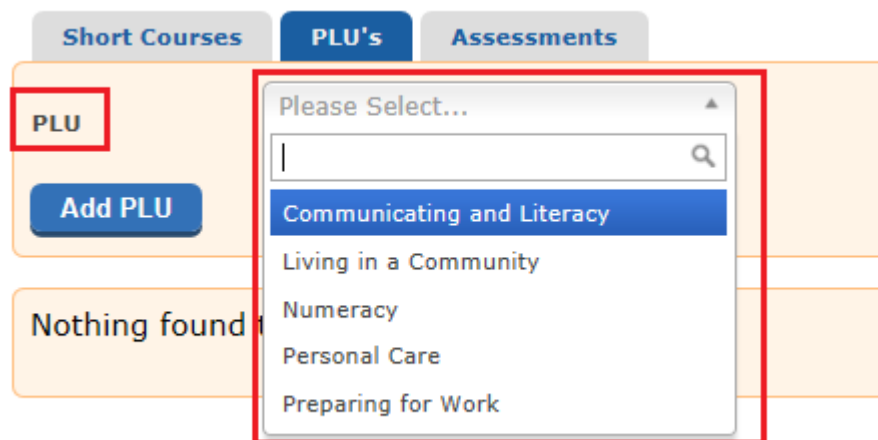 Short Courses PLU's Assessments
PLU
Please Select...
Add PLU
Communicating and Literacy
Living in a Community
Numeracy
Personal Care
Preparing for Work
Nothing found